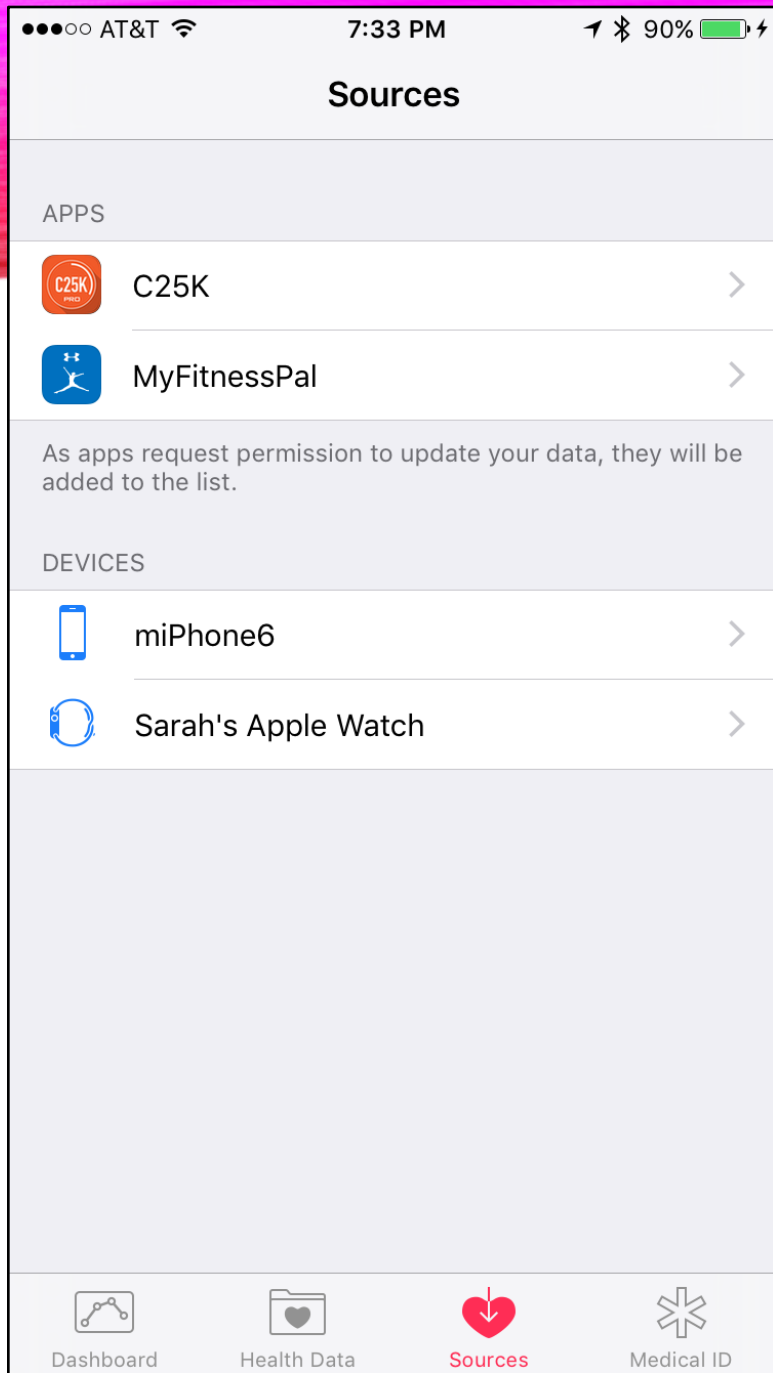 AT&T 7:33 PM 90%
Sources
APPS
C25K PRO
C25K
MyFitnessPal
As apps request permission to update your data, they will be
added to the list.
DEVICES
miPhone6
Sarah's Apple Watch
Dashboard Health Data Sources Medical ID